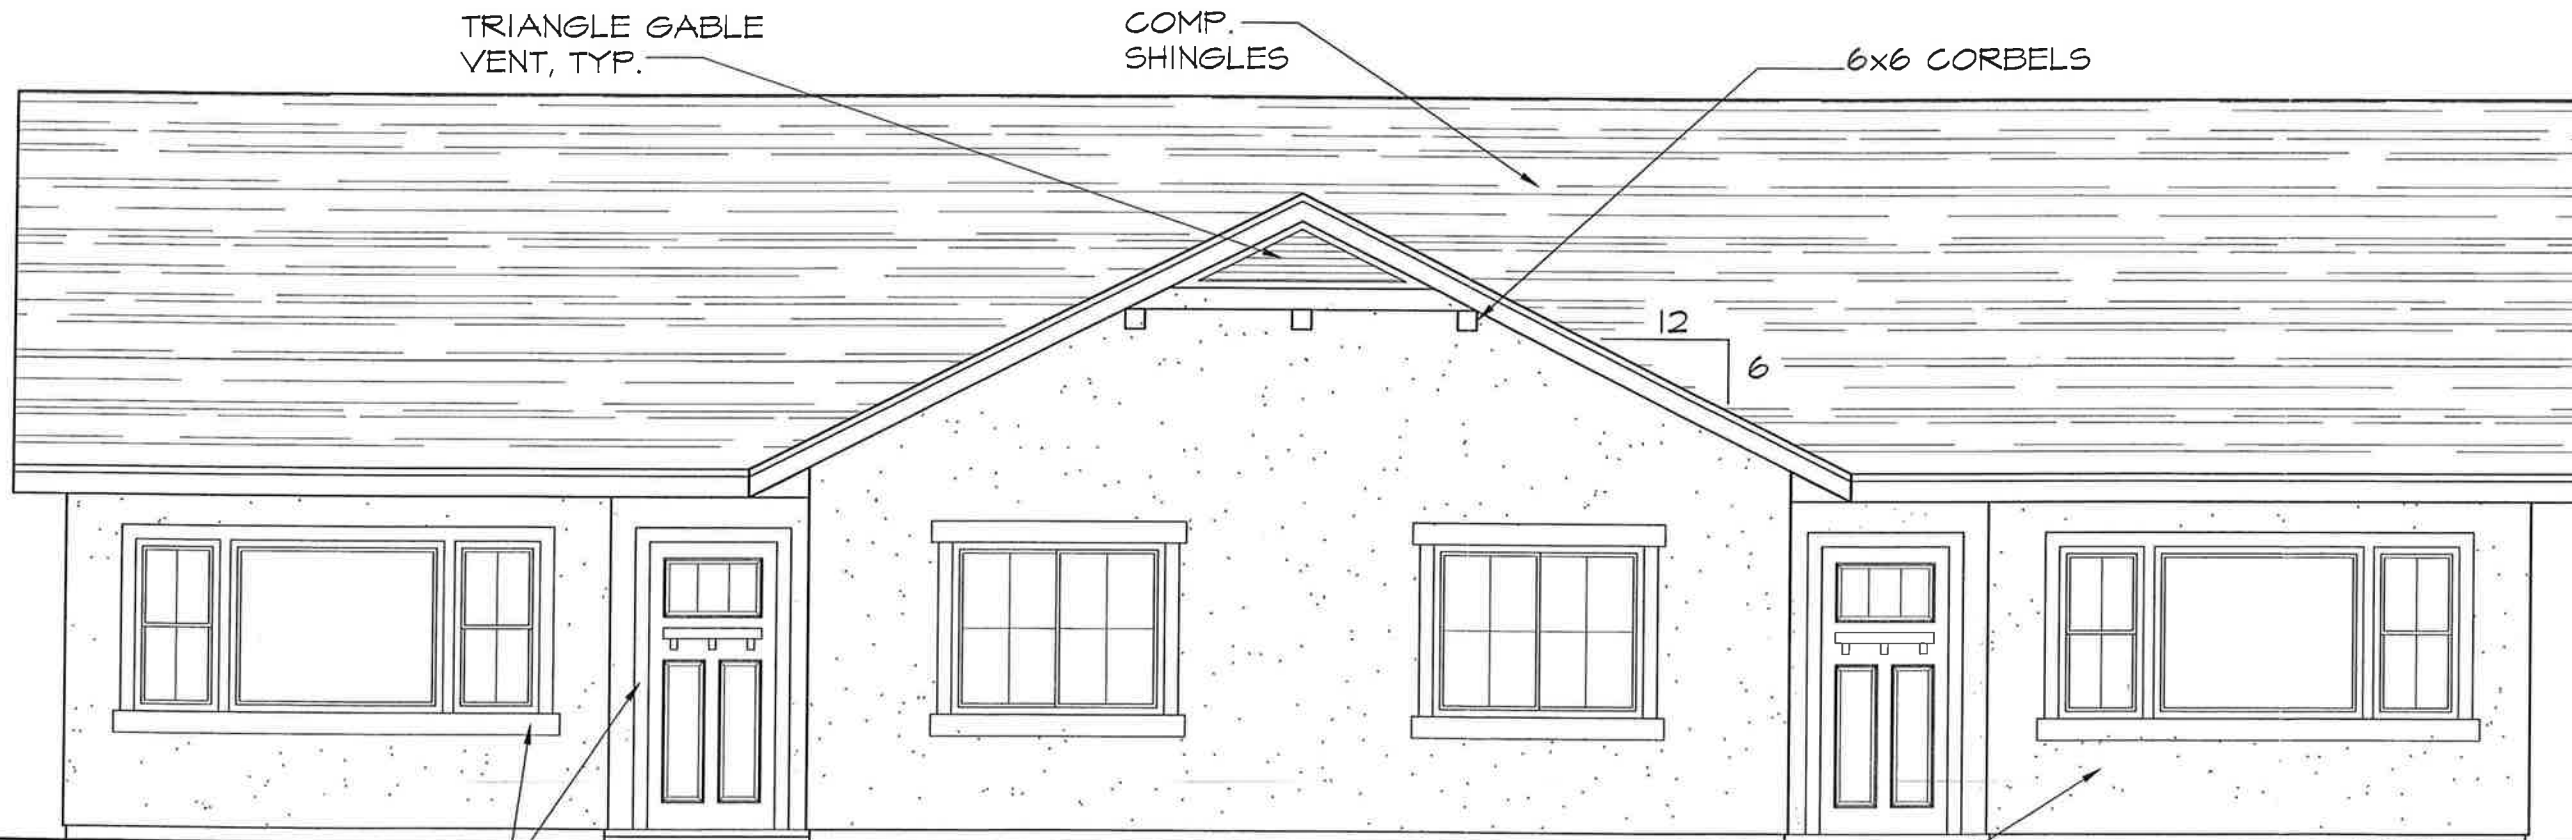 TRIANGLE GABLE
VENT, TYP.
COMP.
SHINGLES
6x6 CORBELS
12
6